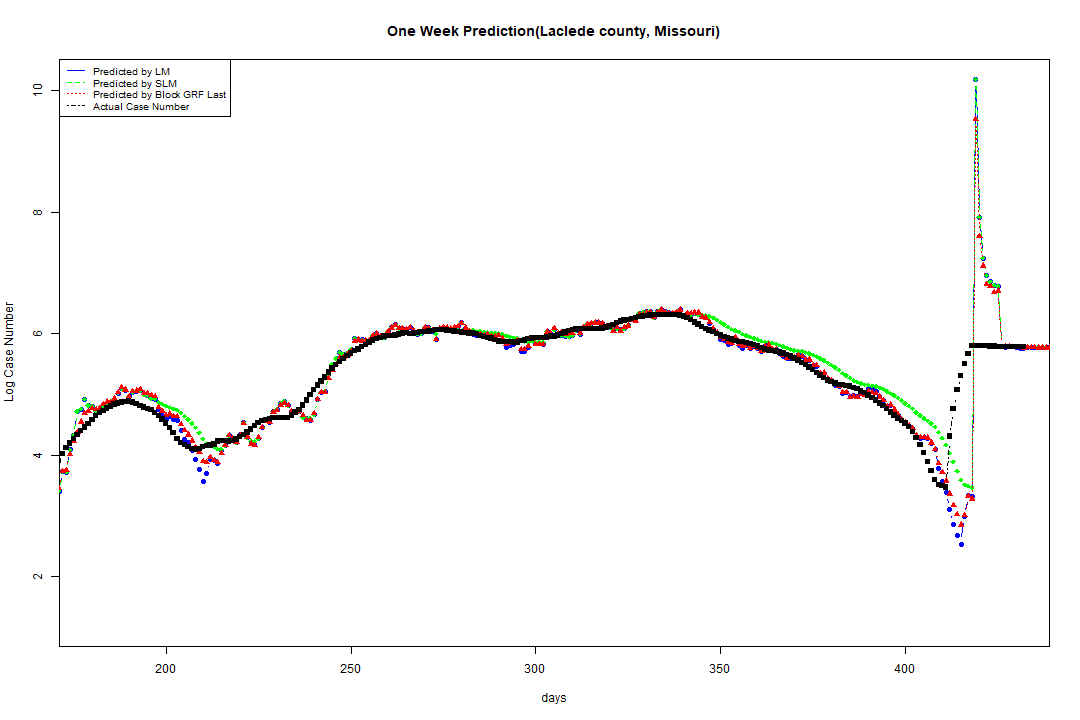 One Week Prediction(Laclede county, Missouri)
Predicted by LM
Predicted by SLM
Predicted by Block GRF Last
Actual Case Number
10
8
6
4
2
Log Case Number
200 250 300 350 400
days